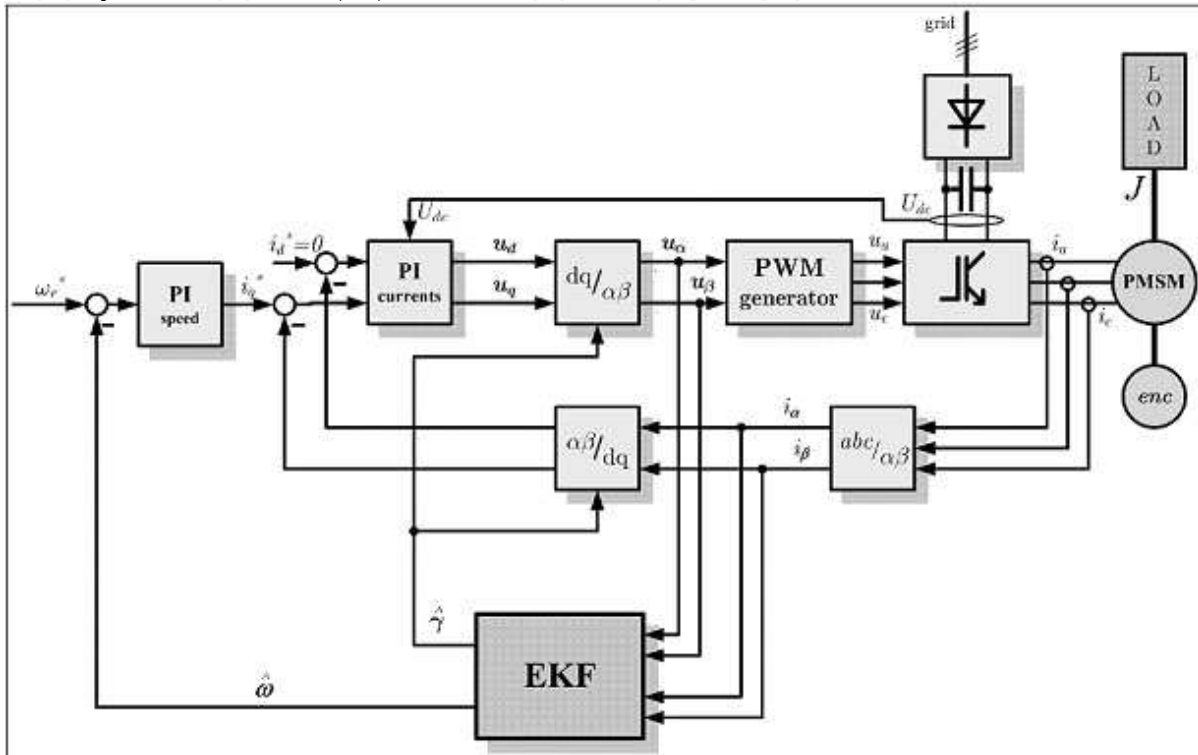 grid
L
O
A
D
J
U_dc
U_dc
i_d*=0
ω_r*
PI
speed
i_q*
PI
currents
u_d
u_q
dq/αβ
u_α
u_β
PWM
generator
u_a
u_c
i_a
i_c
PMSM
enc
αβ/dq
i_α
i_β
abc/αβ
γ̂
ω̂
EKF